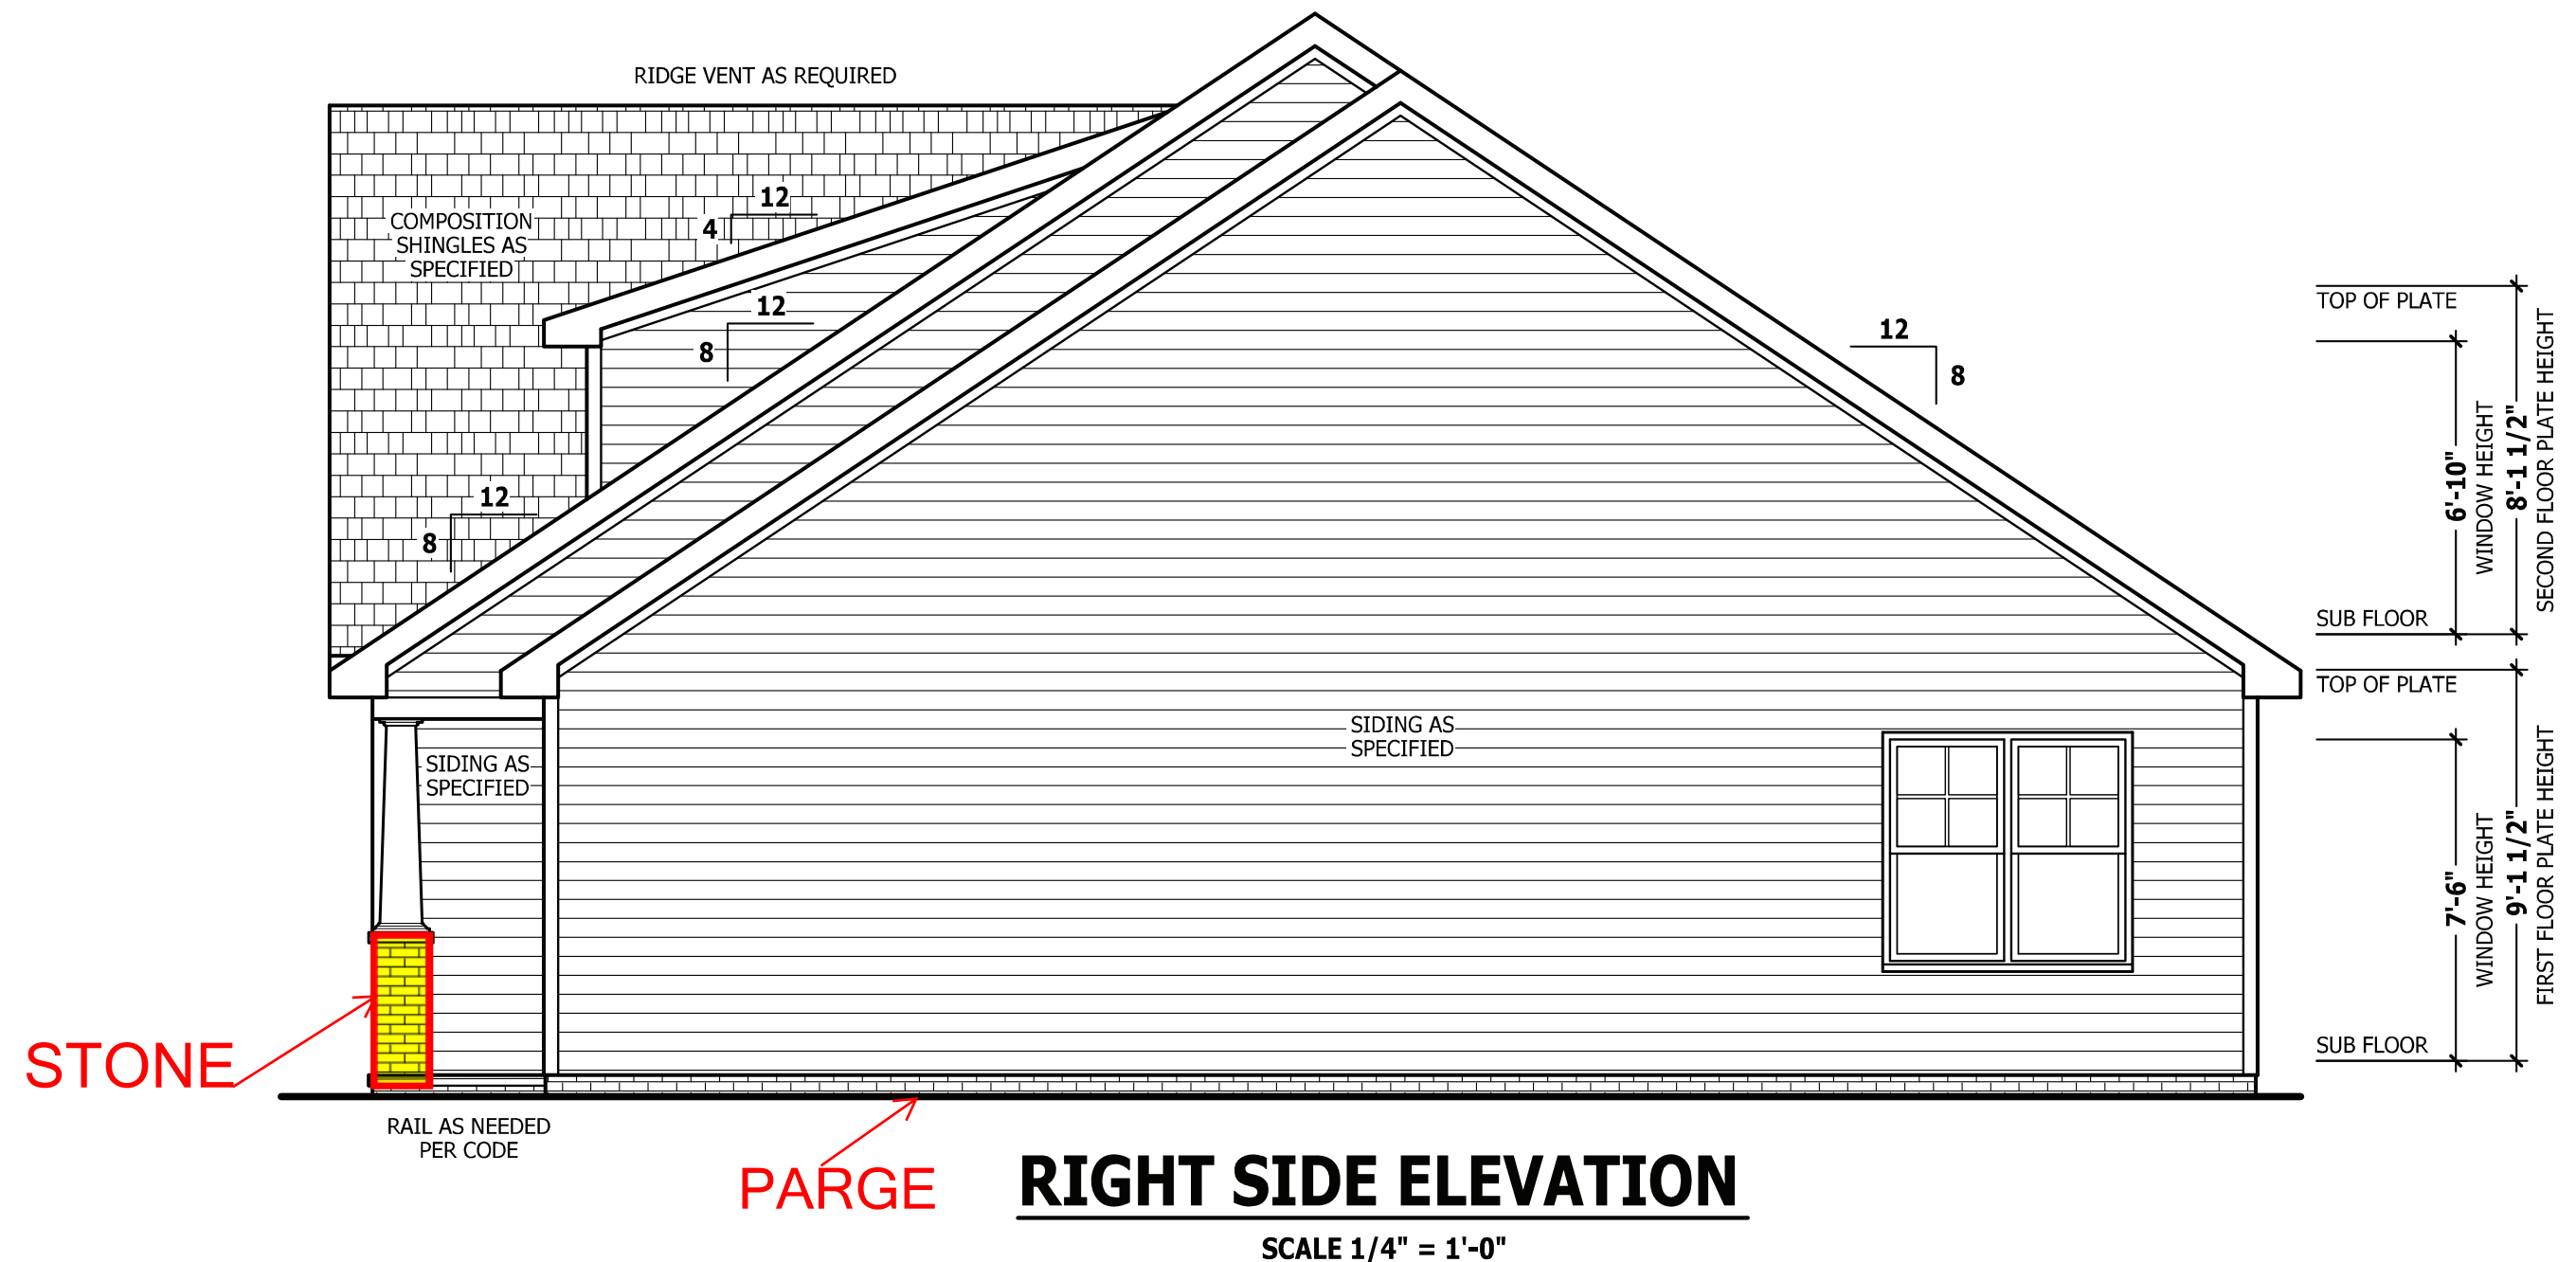 RIDGE VENT AS REQUIRED
COMPOSITION
SHINGLES AS
SPECIFIED
12
4
12
8
12
8
12
8
TOP OF PLATE
6'-10"
WINDOW HEIGHT
8'-1 1/2"
SECOND FLOOR PLATE HEIGHT
SUB FLOOR
TOP OF PLATE
SIDING AS
SPECIFIED
SIDING AS
SPECIFIED
7'-6"
WINDOW HEIGHT
9'-1 1/2"
FIRST FLOOR PLATE HEIGHT
SUB FLOOR
STONE
RAIL AS NEEDED
PER CODE
PARGE
RIGHT SIDE ELEVATION
SCALE 1/4" = 1'-0"